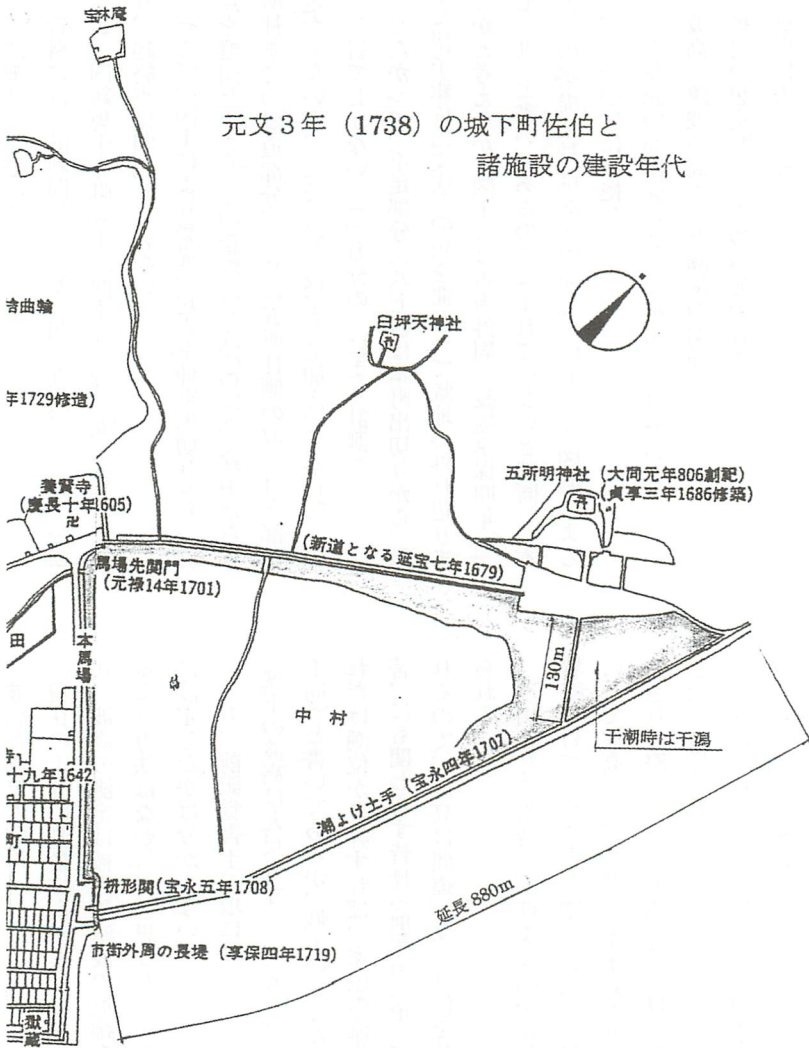 宝林庵
元文3年(1738)の城下町佐伯と
諸施設の建設年代
曲輪
臼坪天神社
年1729修造)
五所明神社(大同元年806創祀)
(貞享三年1686修築)
養賢寺
(慶長十年1605)
卍
(新道となる延宝七年1679)
馬場先関門
(元禄14年1701)
田
本馬場
130m
中村
干潮時は干潟
寺
十九年1642
潮よけ土手(宝永四年1707)
町
枡形関(宝永五年1708)
延長880m
市街外周の長堤(享保四年1719)
獄
蔵